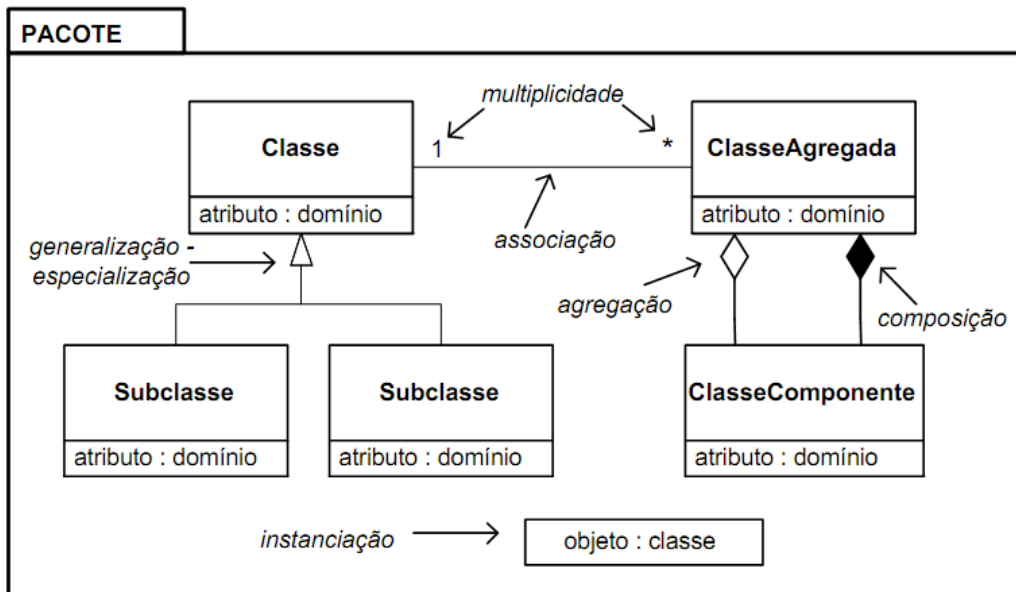 PACOTE
multiplicidade
Classe
1
*
ClasseAgregada
atributo : domínio
associação
atributo : domínio
generalização -
especialização
agregação
composição
Subclasse
Subclasse
ClasseComponente
atributo : domínio
atributo : domínio
atributo : domínio
instanciação
objeto : classe